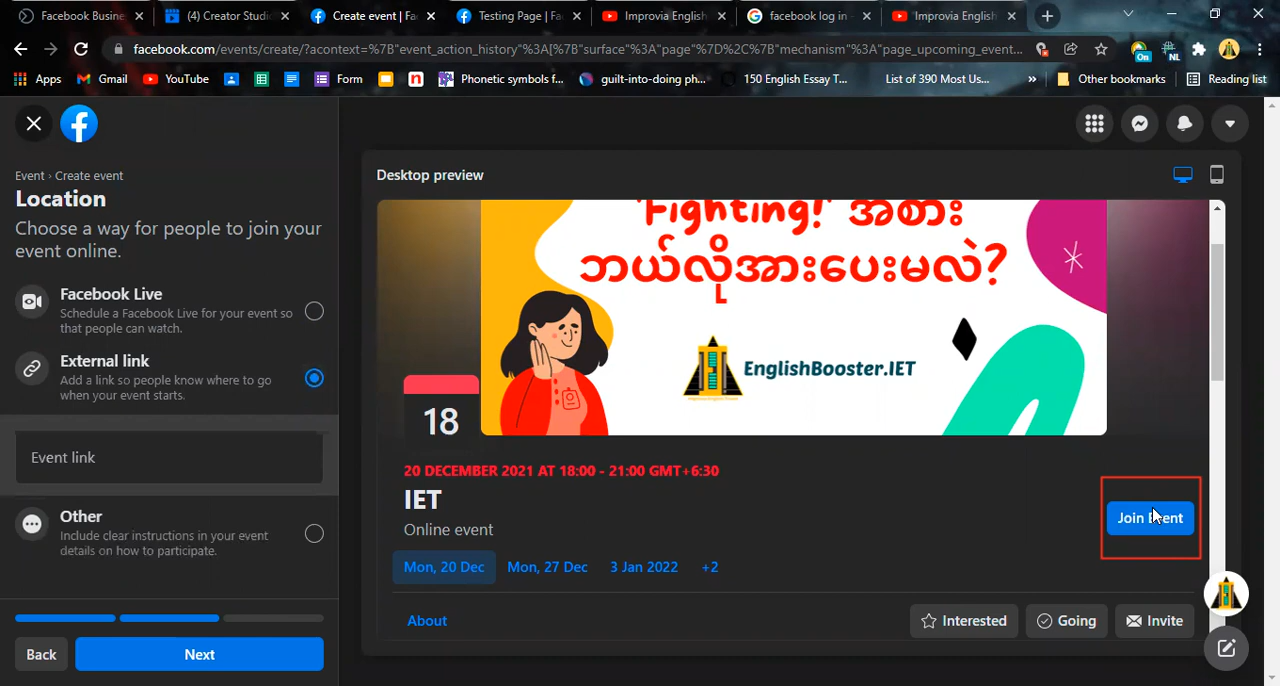 Facebook Busine
(4) Creator Studi
Create event | Fa
Testing Page | Fa
Improvia English
facebook log in -
Improvia English
facebook.com/events/create/?acontext=%7B"event_action_history"%3A[%7B"surface"%3A"page"%7D%2C%7B"mechanism"%3A"page_upcoming_event...
On
NL
Apps
Gmail
YouTube
Form
Phonetic symbols f...
guilt-into-doing ph...
150 English Essay T...
List of 390 Most Us...
»
Other bookmarks
Reading list
Event › Create event
Location
Choose a way for people to join your
event online.
Facebook Live
Schedule a Facebook Live for your event so
that people can watch.
External link
Add a link so people know where to go
when your event starts.
Event link
Other
Include clear instructions in your event
details on how to participate.
Back
Next
Desktop preview
'Fighting!' အစား
ဘယ်လိုအားပေးမလဲ?
EnglishBooster.IET
18
20 DECEMBER 2021 AT 18:00 - 21:00 GMT+6:30
IET
Online event
Join Event
Mon, 20 Dec
Mon, 27 Dec
3 Jan 2022
+2
About
Interested
Going
Invite